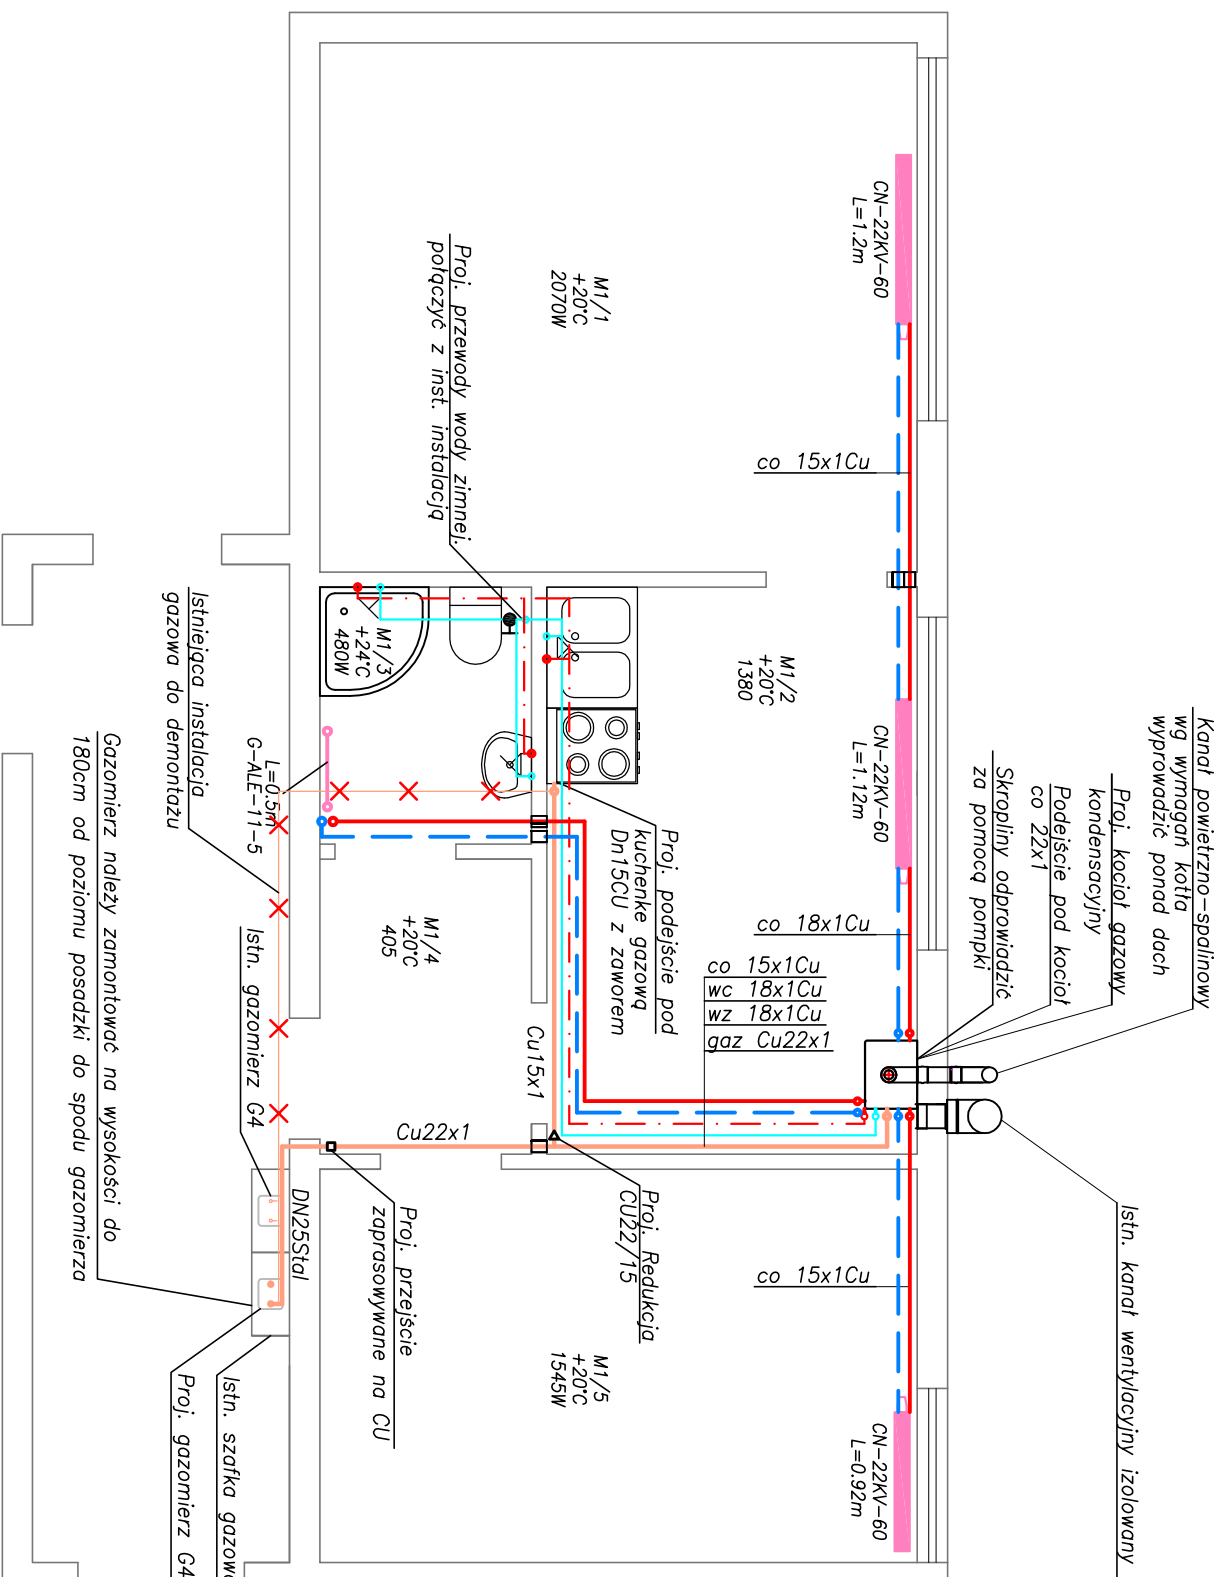 Kanał powietrzno-spalinowy
wg wymagań kotła
wyprowadzić ponad dach
Proj. kocioł gazowy
kondensacyjny
Podejście pod kocioł
co 22x1
Skropliny odprowiadzić
za pomocą pompki
Istn. kanał wentylacyjny izolowany
CN-22KV-60
L=1.2m
CN-22KV-60
L=1.12m
CN-22KV-60
L=0.92m
co 15x1Cu
co 18x1Cu
co 15x1Cu
wc 18x1Cu
wz 18x1Cu
gaz Cu22x1
co 15x1Cu
M1/1
+20°C
2070W
M1/2
+20°C
1380
M1/3
+24°C
480W
M1/4
+20°C
405
M1/5
+20°C
1545W
Proj. przewody wody zimnej.
połączyć z inst. instalacją
Proj. podejście pod
kuchenke gazową
Dn15CU z zaworem
Cu15x1
Cu22x1
Proj. Redukcja
CU22/15
Proj. przejście
zaprasowywane na CU
DN25Stal
L=0.5m
G-ALE-11-5
Istniejąca instalacja
gazowa do demontażu
Istn. gazomierz G4
Gazomierz należy zamontować na wysokości do
180cm od poziomu posadzki do spodu gazomierza
Istn. szafka gazowa
Proj. gazomierz G4